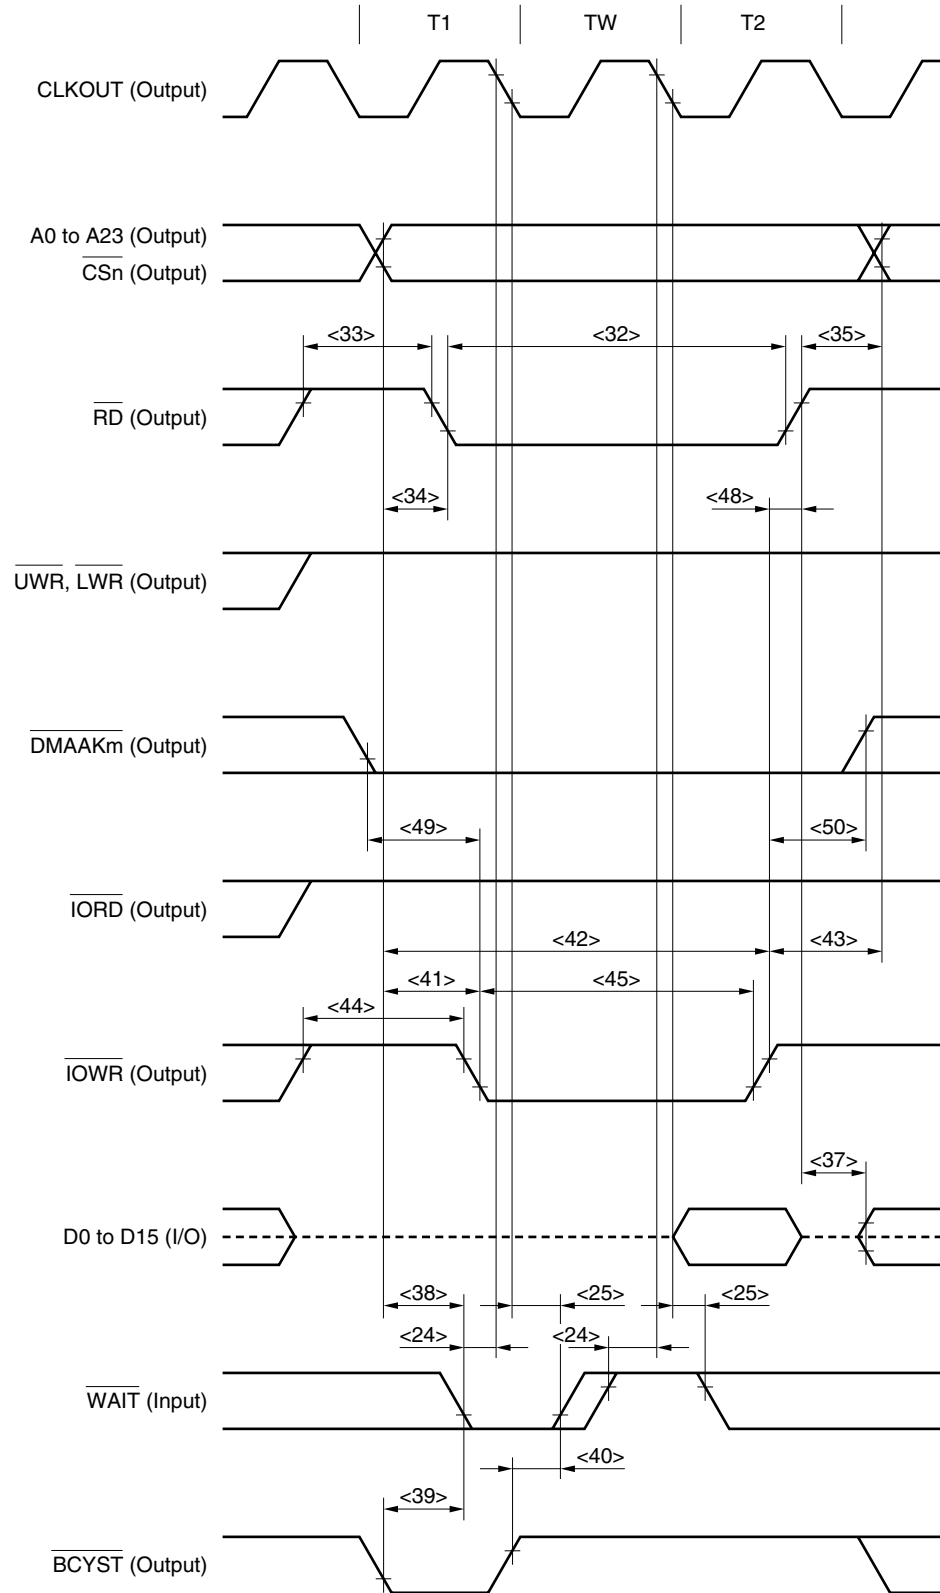 T1 TW T2
CLKOUT (Output)
A0 to A23 (Output)
CSn (Output)
<33> <32> <35>
RD (Output)
<34> <48>
UWR, LWR (Output)
DMAAKm (Output)
<49> <50>
IORD (Output)
<42> <43>
<41> <45>
<44>
IOWR (Output)
<37>
D0 to D15 (I/O)
<38> <25> <25>
<24> <24>
WAIT (Input)
<40>
<39>
BCYST (Output)